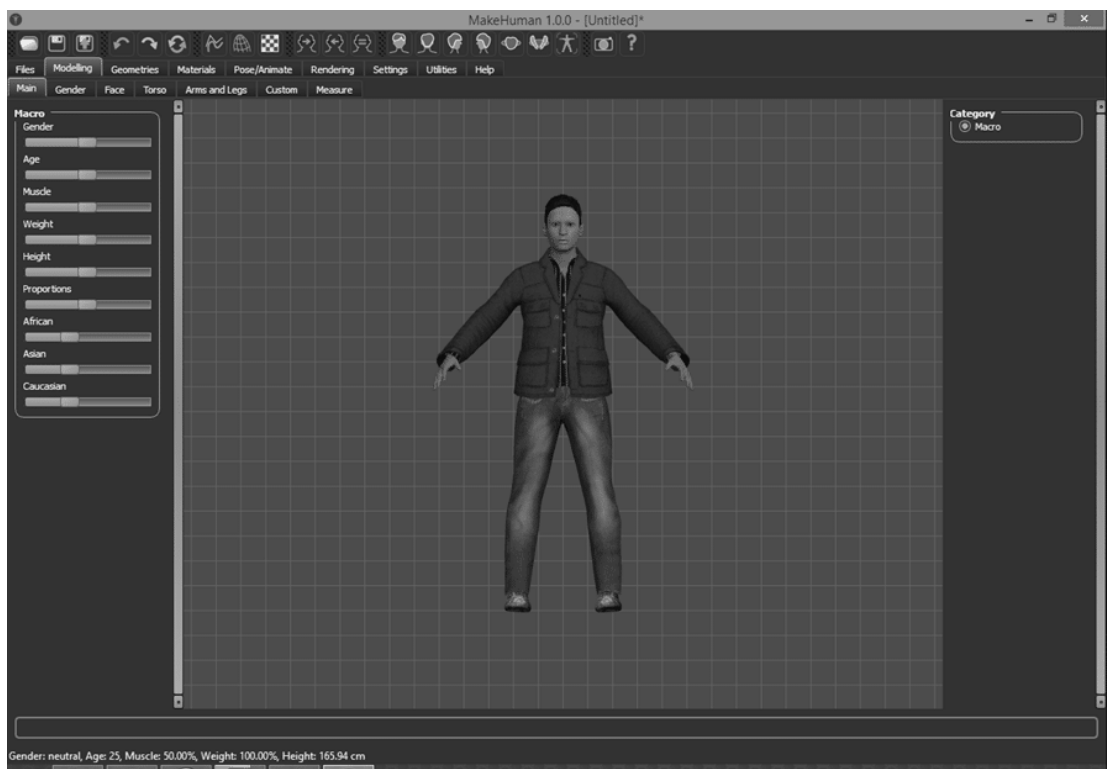 MakeHuman 1.0.0 - [Untitled]*
Files Modelling Geometries Materials Pose/Animate Rendering Settings Utilities Help
Main Gender Face Torso Arms and Legs Custom Measure
Macro
Gender
Age
Muscle
Weight
Height
Proportions
African
Asian
Caucasian
Category
Macro
Gender: neutral, Age: 25, Muscle: 50.00%, Weight: 100.00%, Height: 165.94 cm